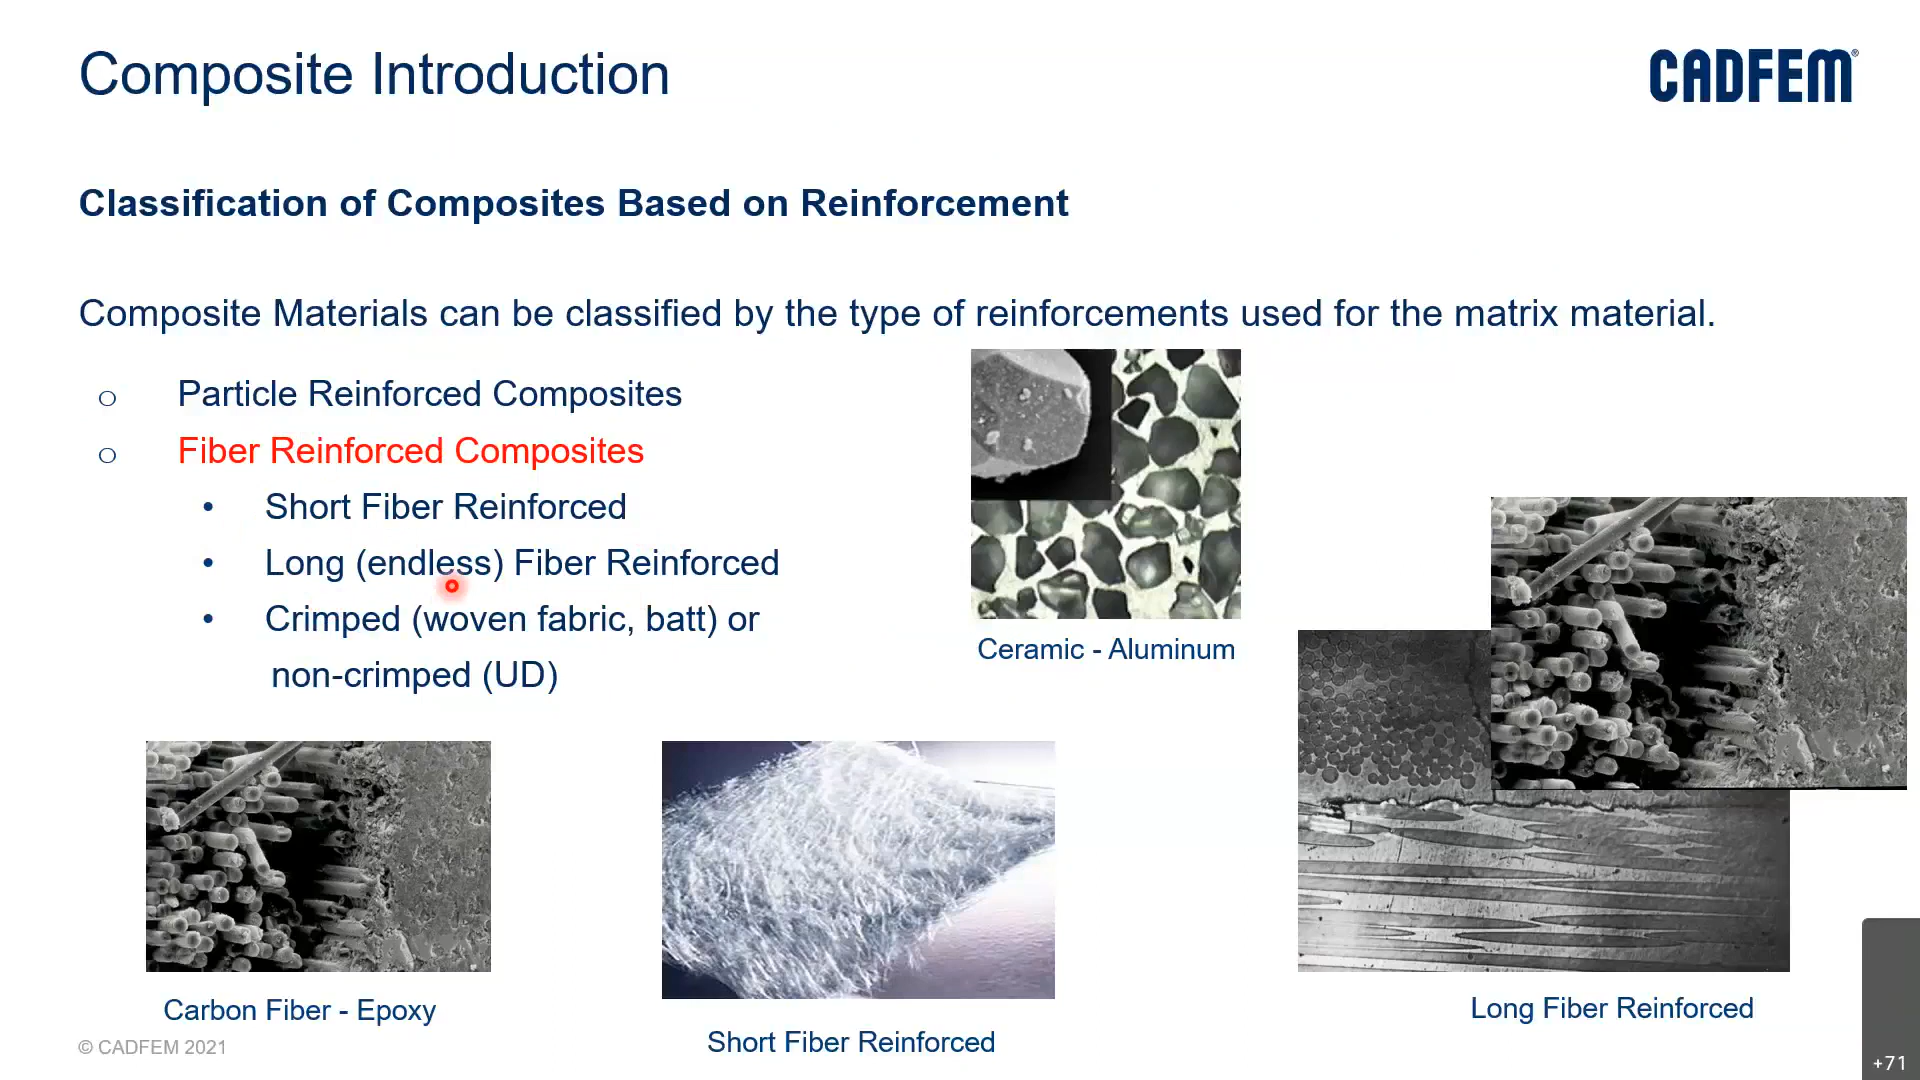 Composite Introduction
CADFEM®
Classification of Composites Based on Reinforcement
Composite Materials can be classified by the type of reinforcements used for the matrix material.
o Particle Reinforced Composites
o Fiber Reinforced Composites
• Short Fiber Reinforced
• Long (endless) Fiber Reinforced
• Crimped (woven fabric, batt) or
non-crimped (UD)
Ceramic - Aluminum
Carbon Fiber - Epoxy
Short Fiber Reinforced
Long Fiber Reinforced
© CADFEM 2021
+71